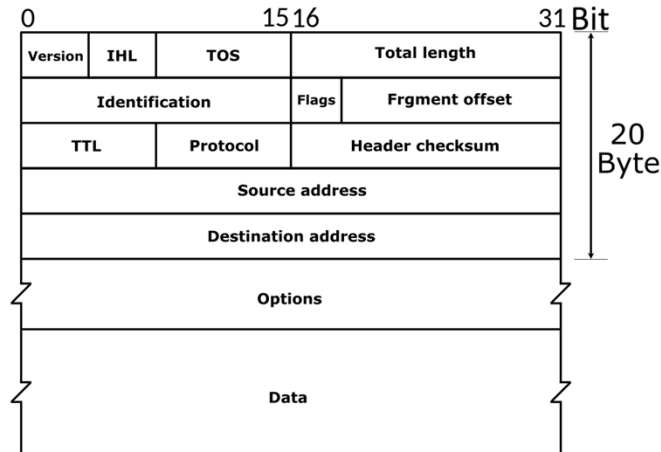 0 15 16 31 Bit
Version IHL TOS Total length
Identification Flags Frgment offset
TTL Protocol Header checksum
20
Byte
Source address
Destination address
Options
Data